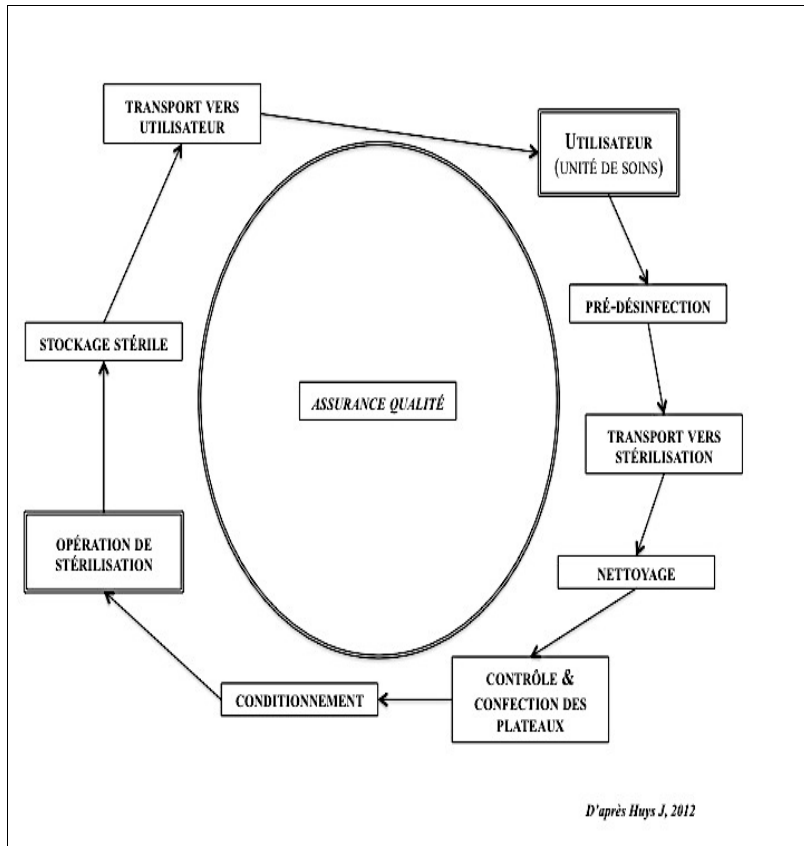 TRANSPORT VERS
UTILISATEUR
UTILISATEUR
(UNITÉ DE SOINS)
PRÉ-DÉSINFECTION
TRANSPORT VERS
STÉRILISATION
NETTOYAGE
CONTRÔLE &
CONFECTION DES
PLATEAUX
CONDITIONNEMENT
OPÉRATION DE
STÉRILISATION
STOCKAGE STÉRILE
ASSURANCE QUALITÉ
D'après Huys J, 2012